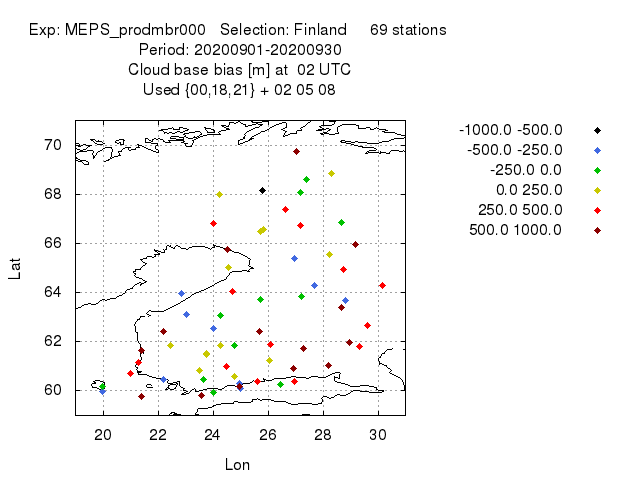 Exp: MEPS_prodmbr000 Selection: Finland 69 stations
Period: 20200901-20200930
Cloud base bias [m] at 02 UTC
Used {00,18,21} + 02 05 08
-1000.0 -500.0
-500.0 -250.0
-250.0 0.0
0.0 250.0
250.0 500.0
500.0 1000.0
Lat
70
68
66
64
62
60
20 22 24 26 28 30
Lon